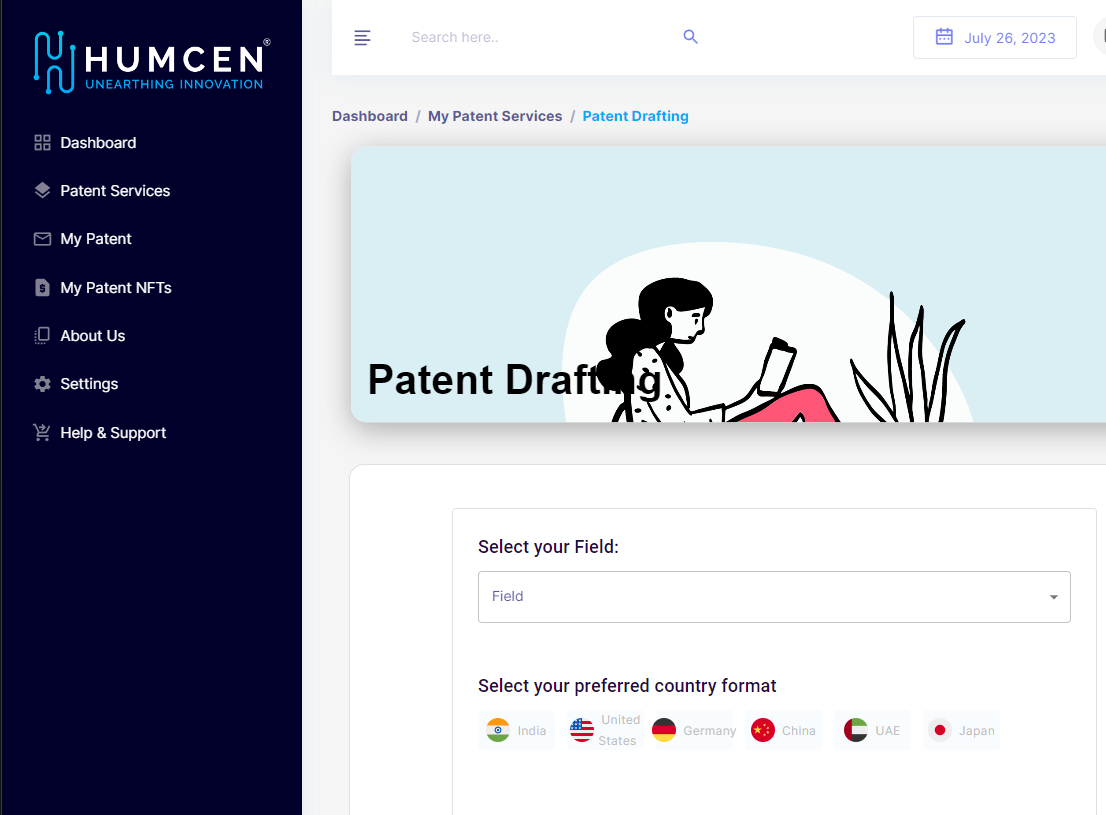 HUMCEN®
UNEARTHING INNOVATION
Dashboard
Patent Services
My Patent
My Patent NFTs
About Us
Settings
Help & Support
Search here..
July 26, 2023
Dashboard / My Patent Services / Patent Drafting
Patent Drafting
Select your Field:
Field
Select your preferred country format
India
United
States
Germany
China
UAE
Japan